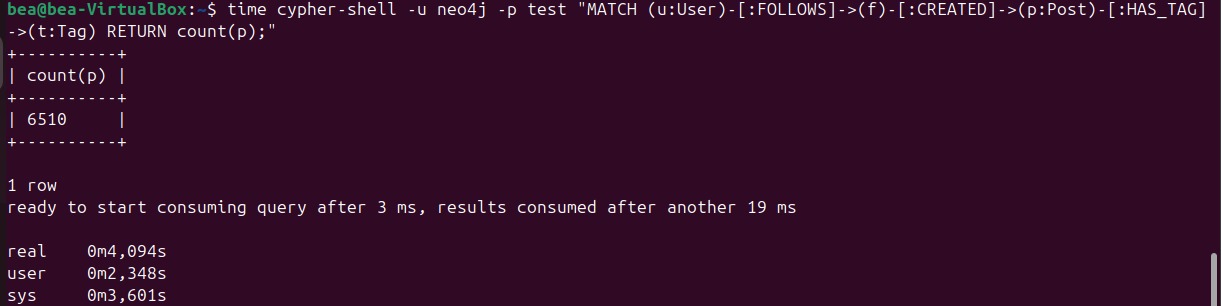 bea@bea-VirtualBox:~$ time cypher-shell -u neo4j -p test "MATCH (u:User)-[:FOLLOWS]->(f)-[:CREATED]->(p:Post)-[:HAS_TAG]
->(t:Tag) RETURN count(p);"
+----------+
| count(p) |
+----------+
| 6510     |
+----------+
1 row
ready to start consuming query after 3 ms, results consumed after another 19 ms
real    0m4,094s
user    0m2,348s
sys     0m3,601s